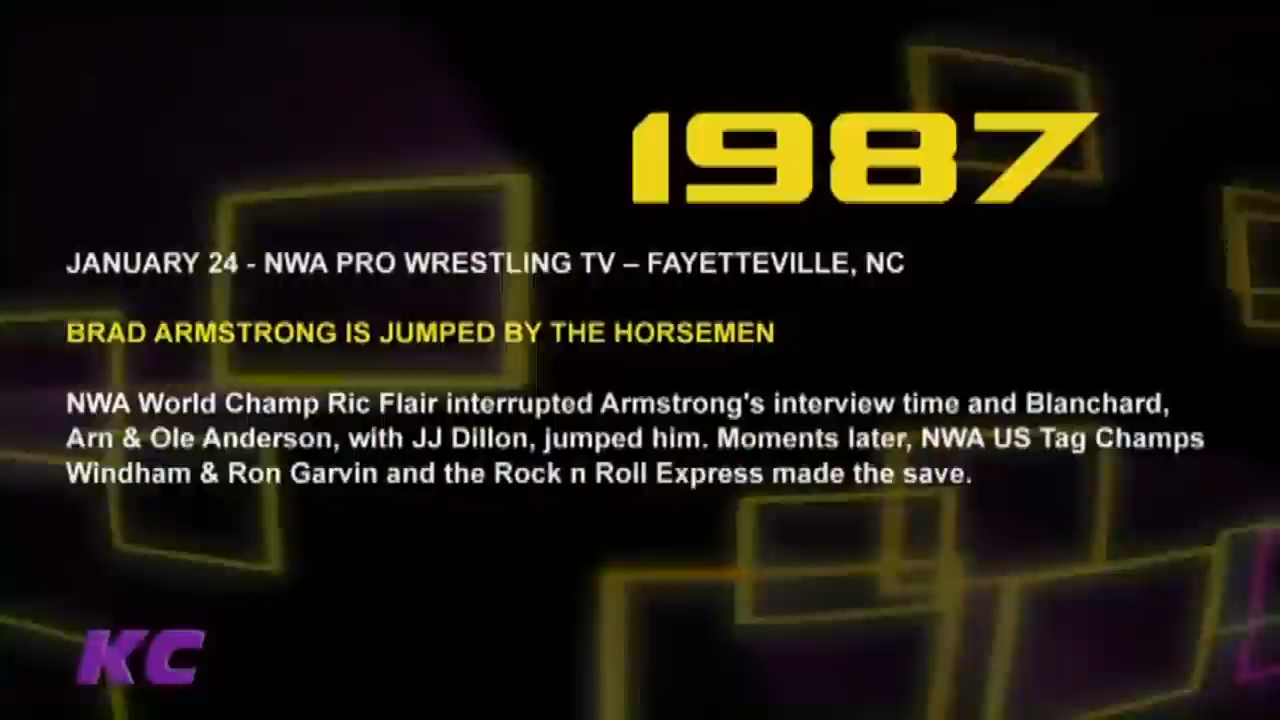 1987
JANUARY 24 - NWA PRO WRESTLING TV – FAYETTEVILLE, NC
BRAD ARMSTRONG IS JUMPED BY THE HORSEMEN
NWA World Champ Ric Flair interrupted Armstrong's interview time and Blanchard,
Arn & Ole Anderson, with JJ Dillon, jumped him. Moments later, NWA US Tag Champs
Windham & Ron Garvin and the Rock n Roll Express made the save.
KC